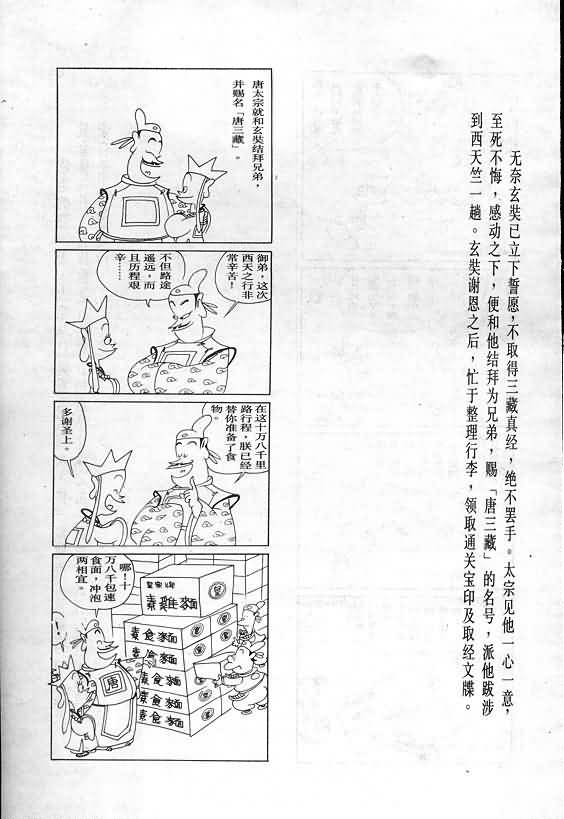 无奈玄奘已立下誓愿，不取得三藏真经，绝不罢手。太宗见他一心一意，
至死不悔，感动之下，便和他结拜为兄弟，赐「唐三藏」的名号，派他跋涉
到西天竺一趟。玄奘谢恩之后，忙于整理行李，领取通关宝印及取经文牒。
唐太宗就和玄奘结拜兄弟，
并赐名「唐三藏」。
御弟，这次
西天之行非
常辛苦！
不但路途
遥远，而
且历程艰
辛……
在这十万八千里
路行程，朕已经
替你准备了食
物。
多谢圣上。
哪！十
万八千包速
食面，冲泡
两相宜。
皇家牌
素雞麵
素食麵
素食麵
素食麵
素食麵
唐
！